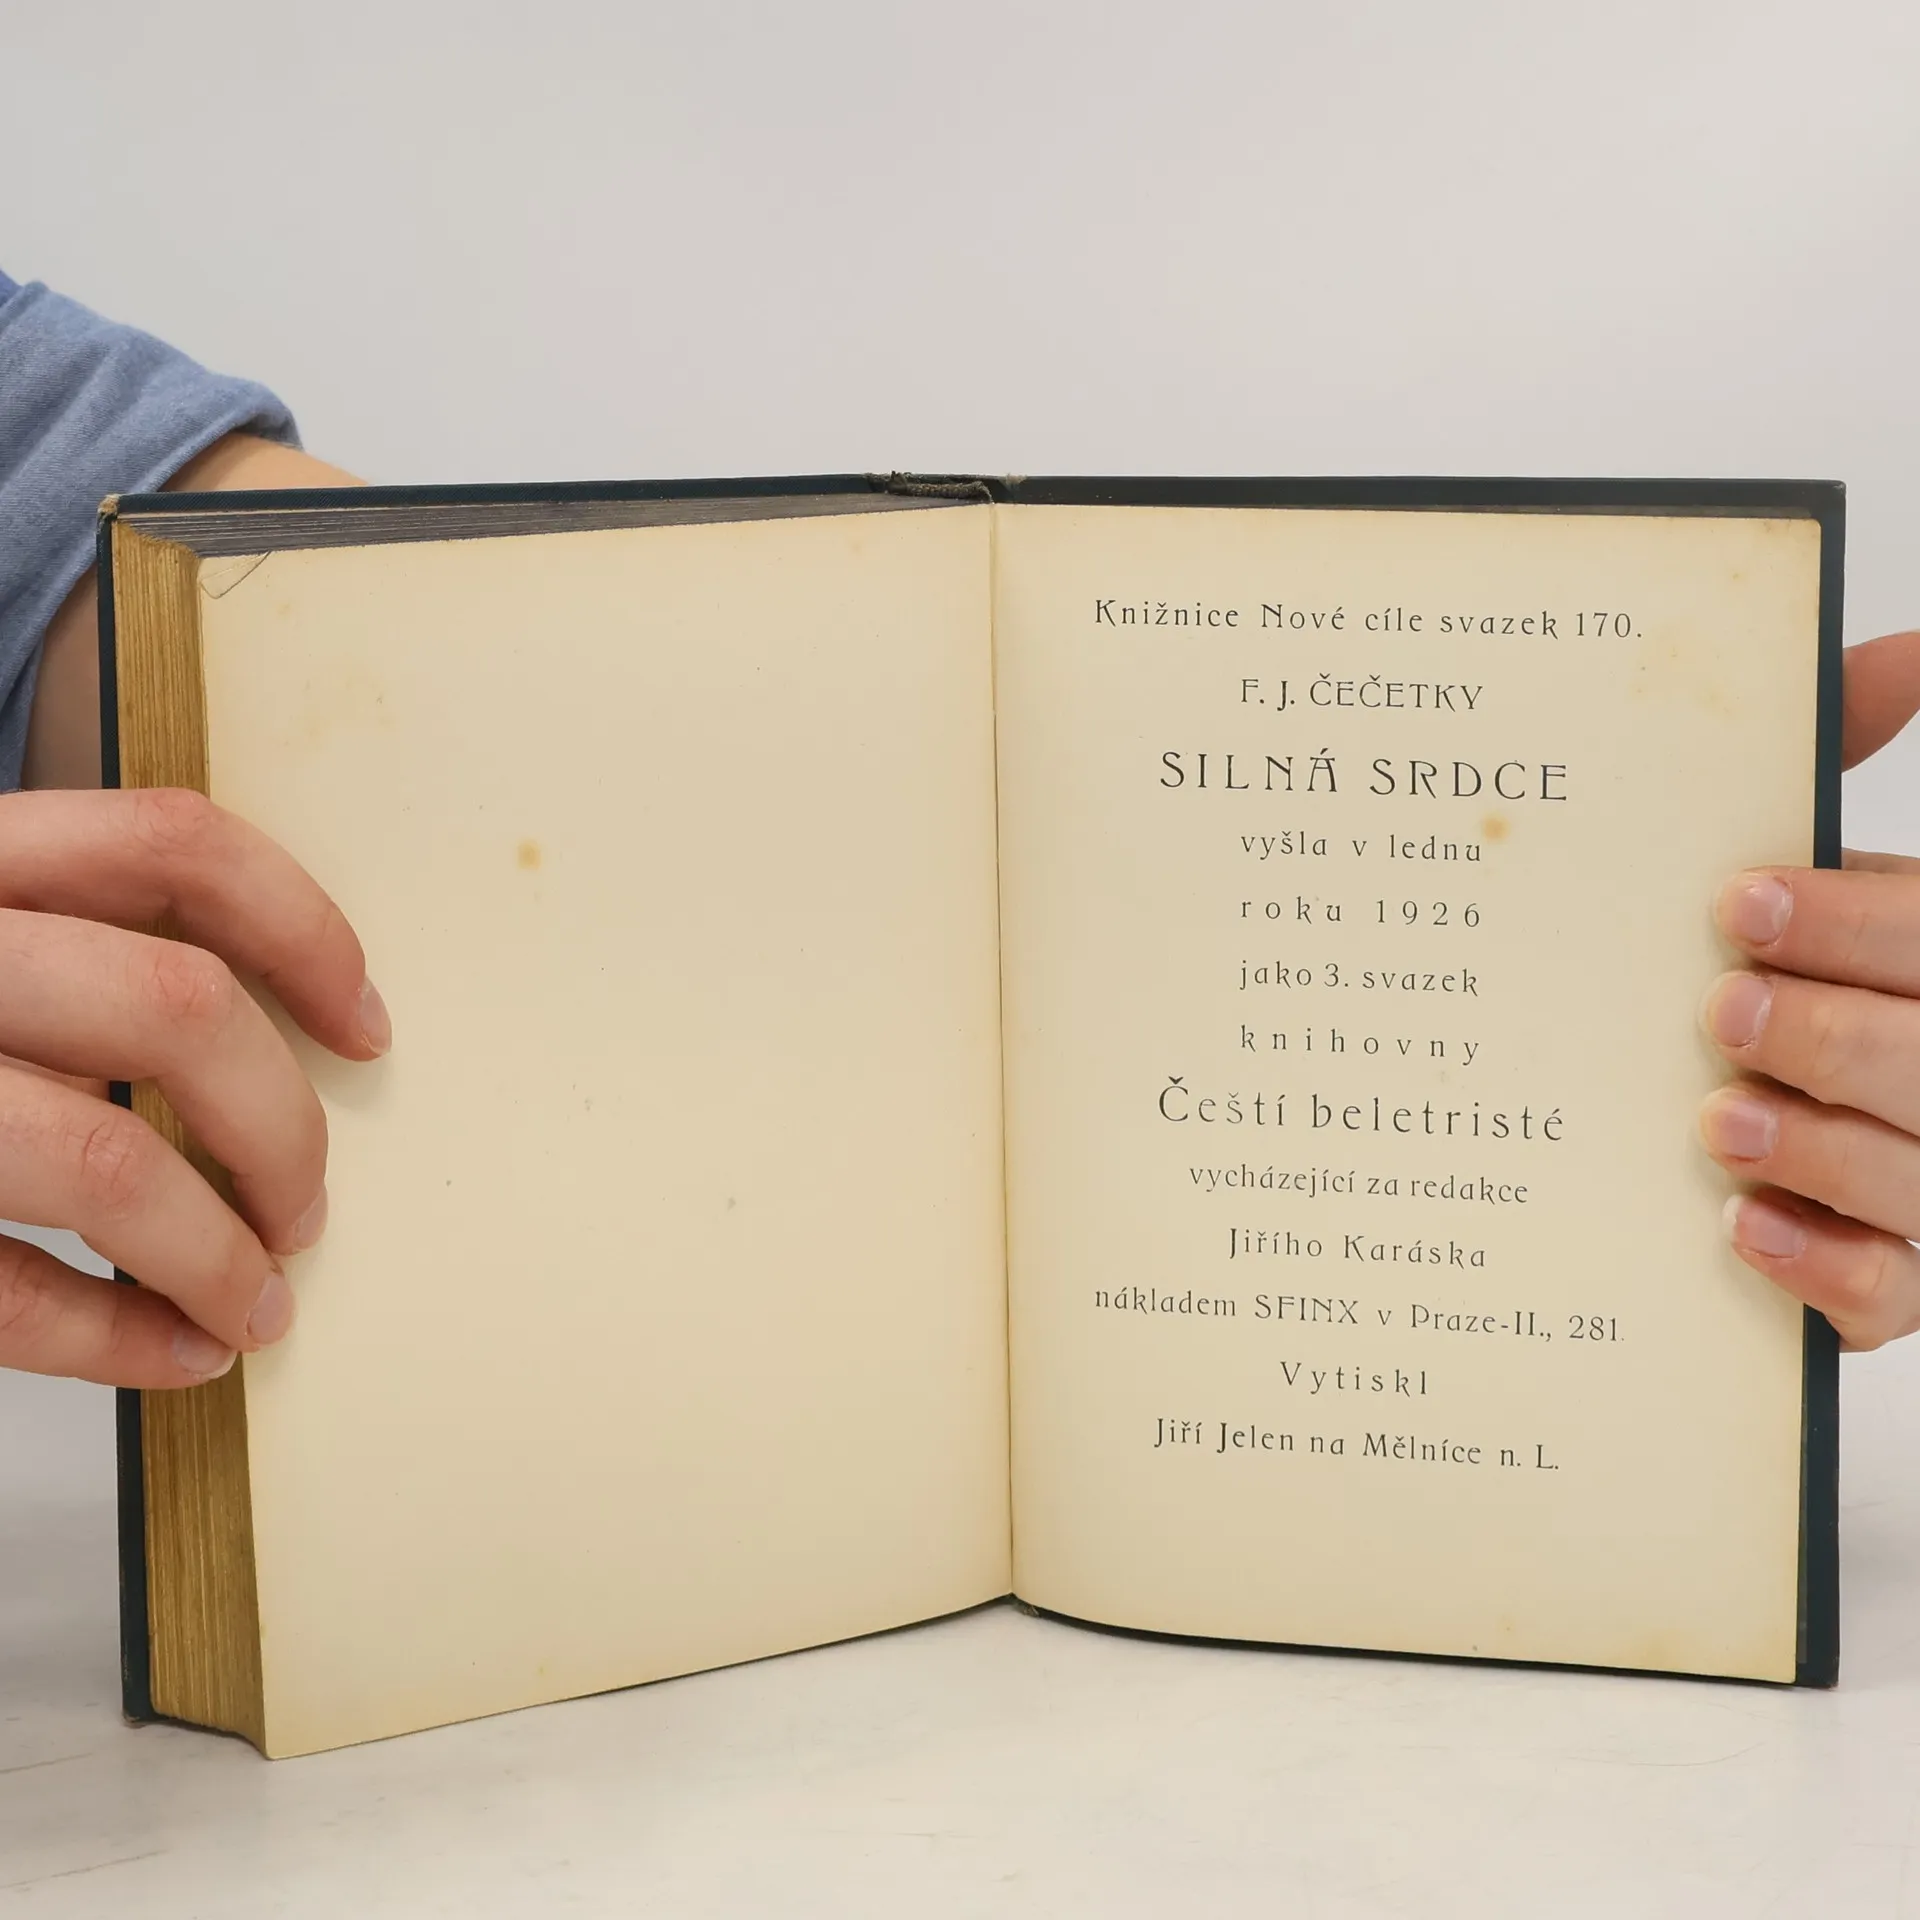 Knižnice Nové cíle svazek 170.
F. J. ČEČETKY
SILNÁ SRDCE
vyšla v lednu
roku 1926
jako 3. svazek
knihovny
Čeští beletristé
vycházející za redakce
Jiřího Karáska
nákladem SFINX v Praze-II., 281.
Vytiskl
Jiří Jelen na Mělníce n. L.